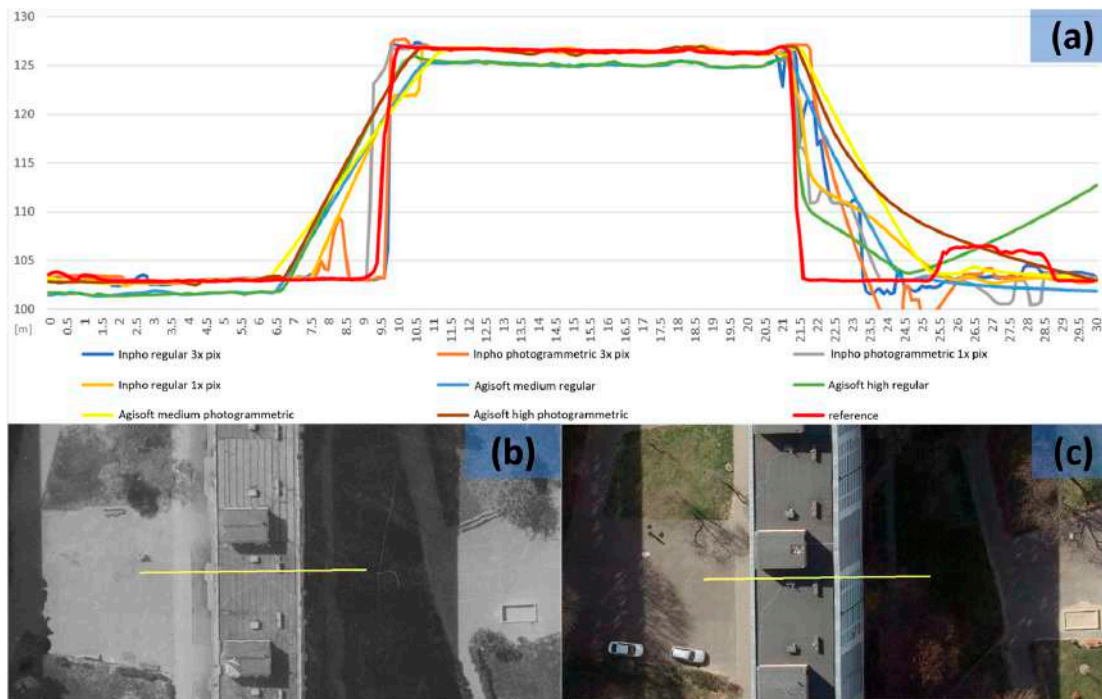 130
(a)
125
120
115
110
105
100
[m]
0 0.5 1 1.5 2 2.5 3 3.5 4 4.5 5 5.5 6 6.5 7 7.5 8 8.5 9 9.5 10 10.5 11 11.5 12 12.5 13 13.5 14 14.5 15 15.5 16 16.5 17 17.5 18 18.5 19 19.5 20 20.5 21 21.5 22 22.5 23 23.5 24 24.5 25 25.5 26 26.5 27 27.5 28 28.5 29 29.5 30
Inpho regular 3x pix Inpho photogrammetric 3x pix Inpho photogrammetric 1x pix
Inpho regular 1x pix Agisoft medium regular Agisoft high regular
Agisoft medium photogrammetric Agisoft high photogrammetric reference
(b) (c)